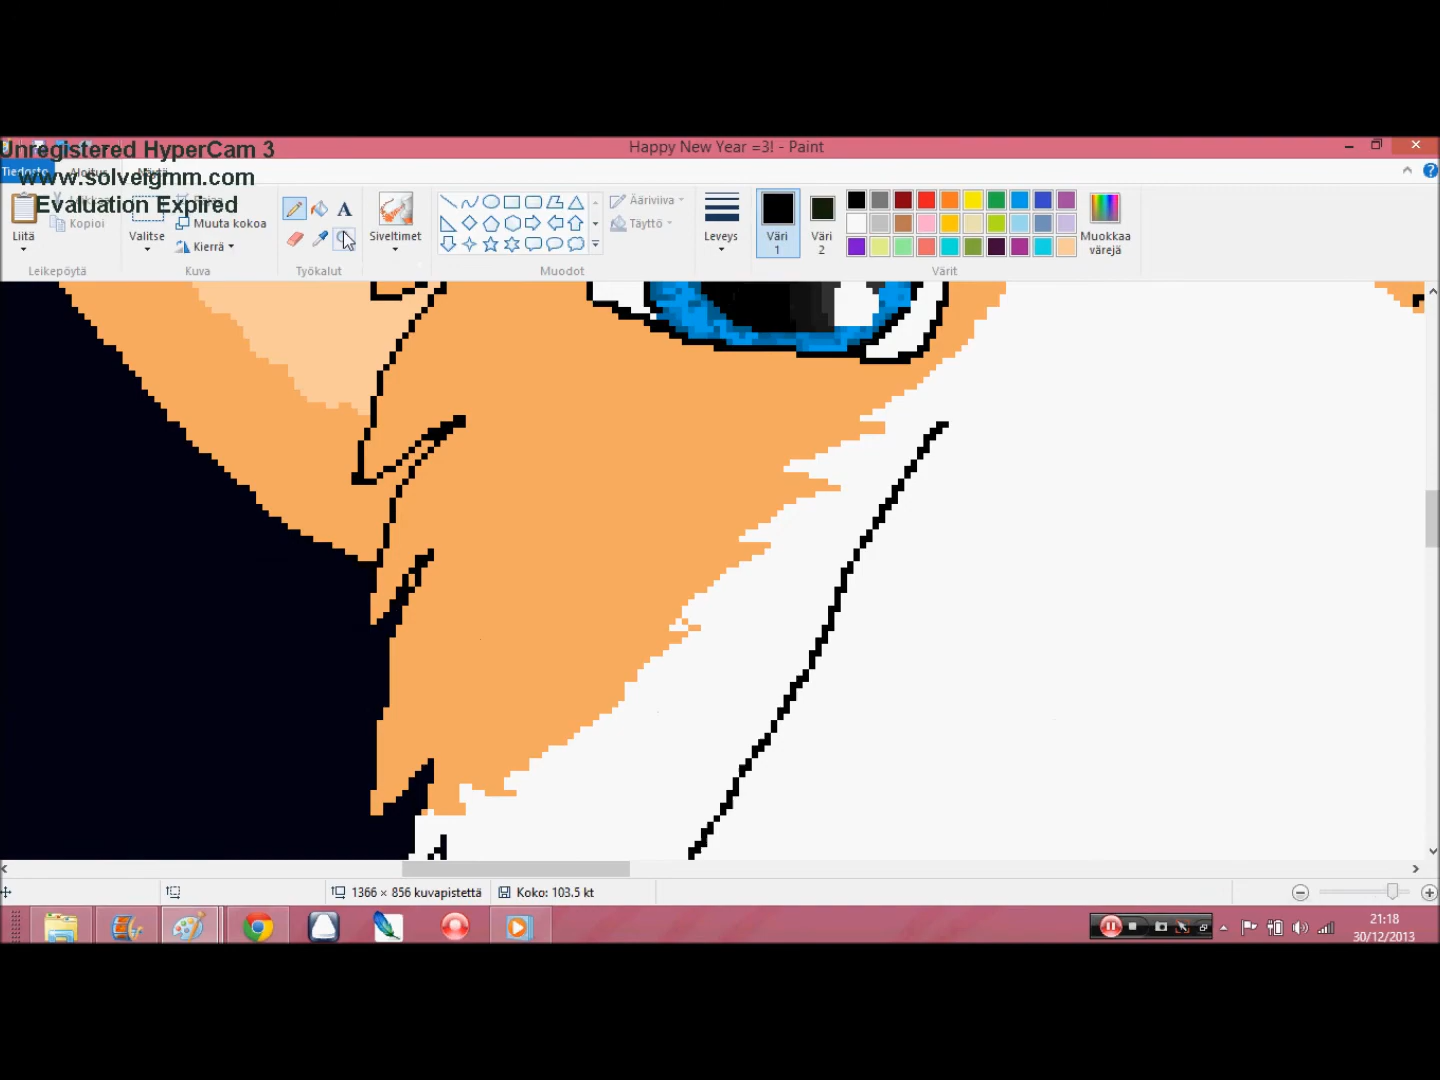 Unregistered HyperCam 3
Happy New Year =3! - Paint
Tiedosto
www.solveigmm.com
Evaluation Expired
Liitä
Kopioi
Valitse
Muuta kokoa
Kierrä
Siveltimet
Ääriviiva
Täyttö
Leveys
Väri 1
Väri 2
Muokkaa värejä
Leikepöytä
Kuva
Työkalut
Muodot
Värit
1366 × 856 kuvapistettä
Koko: 103.5 kt
21:18
30/12/2013